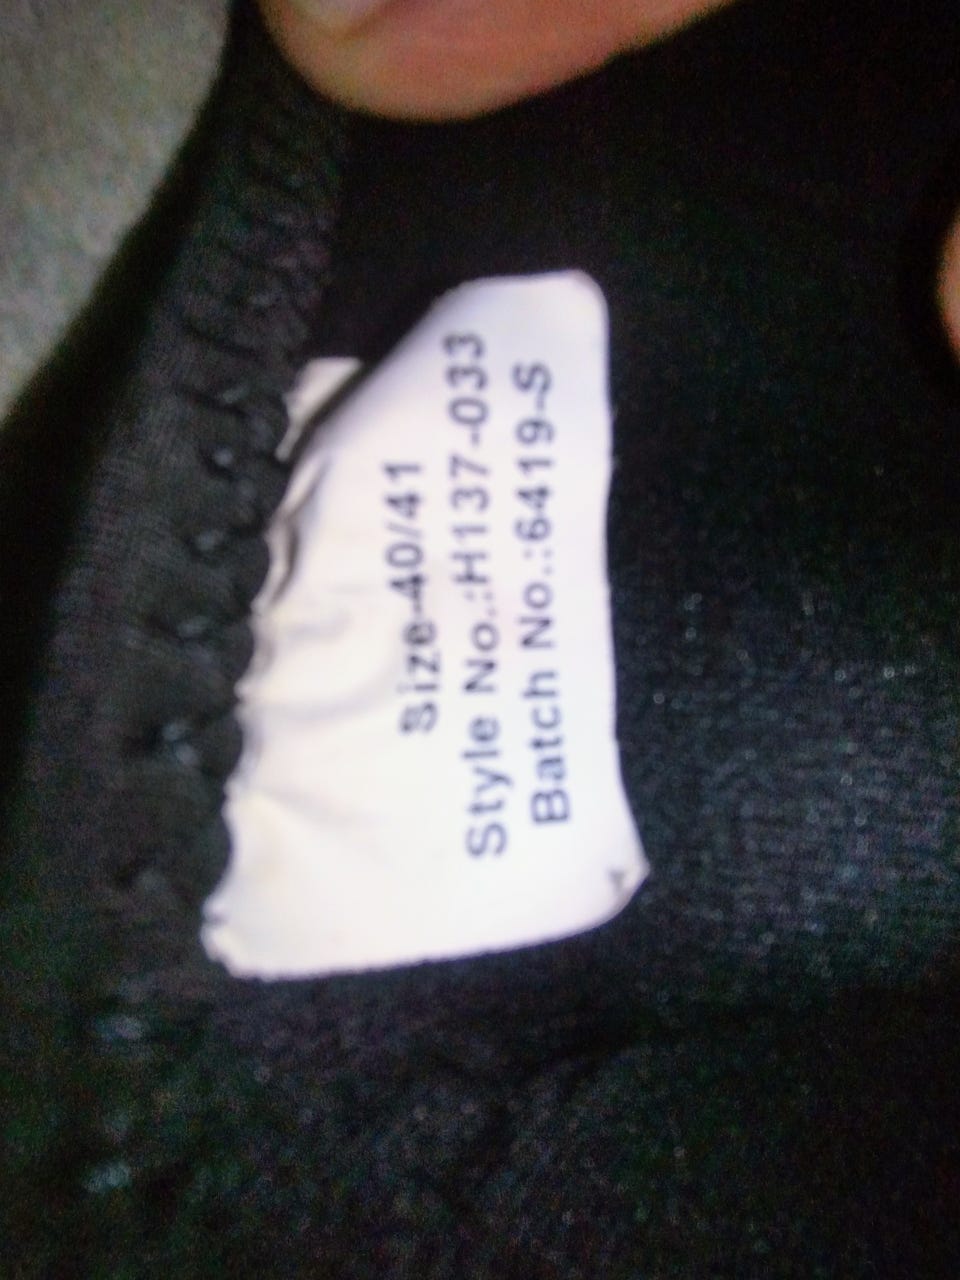 Size-40/41
Style No.:H137-033
Batch No.:6419-S